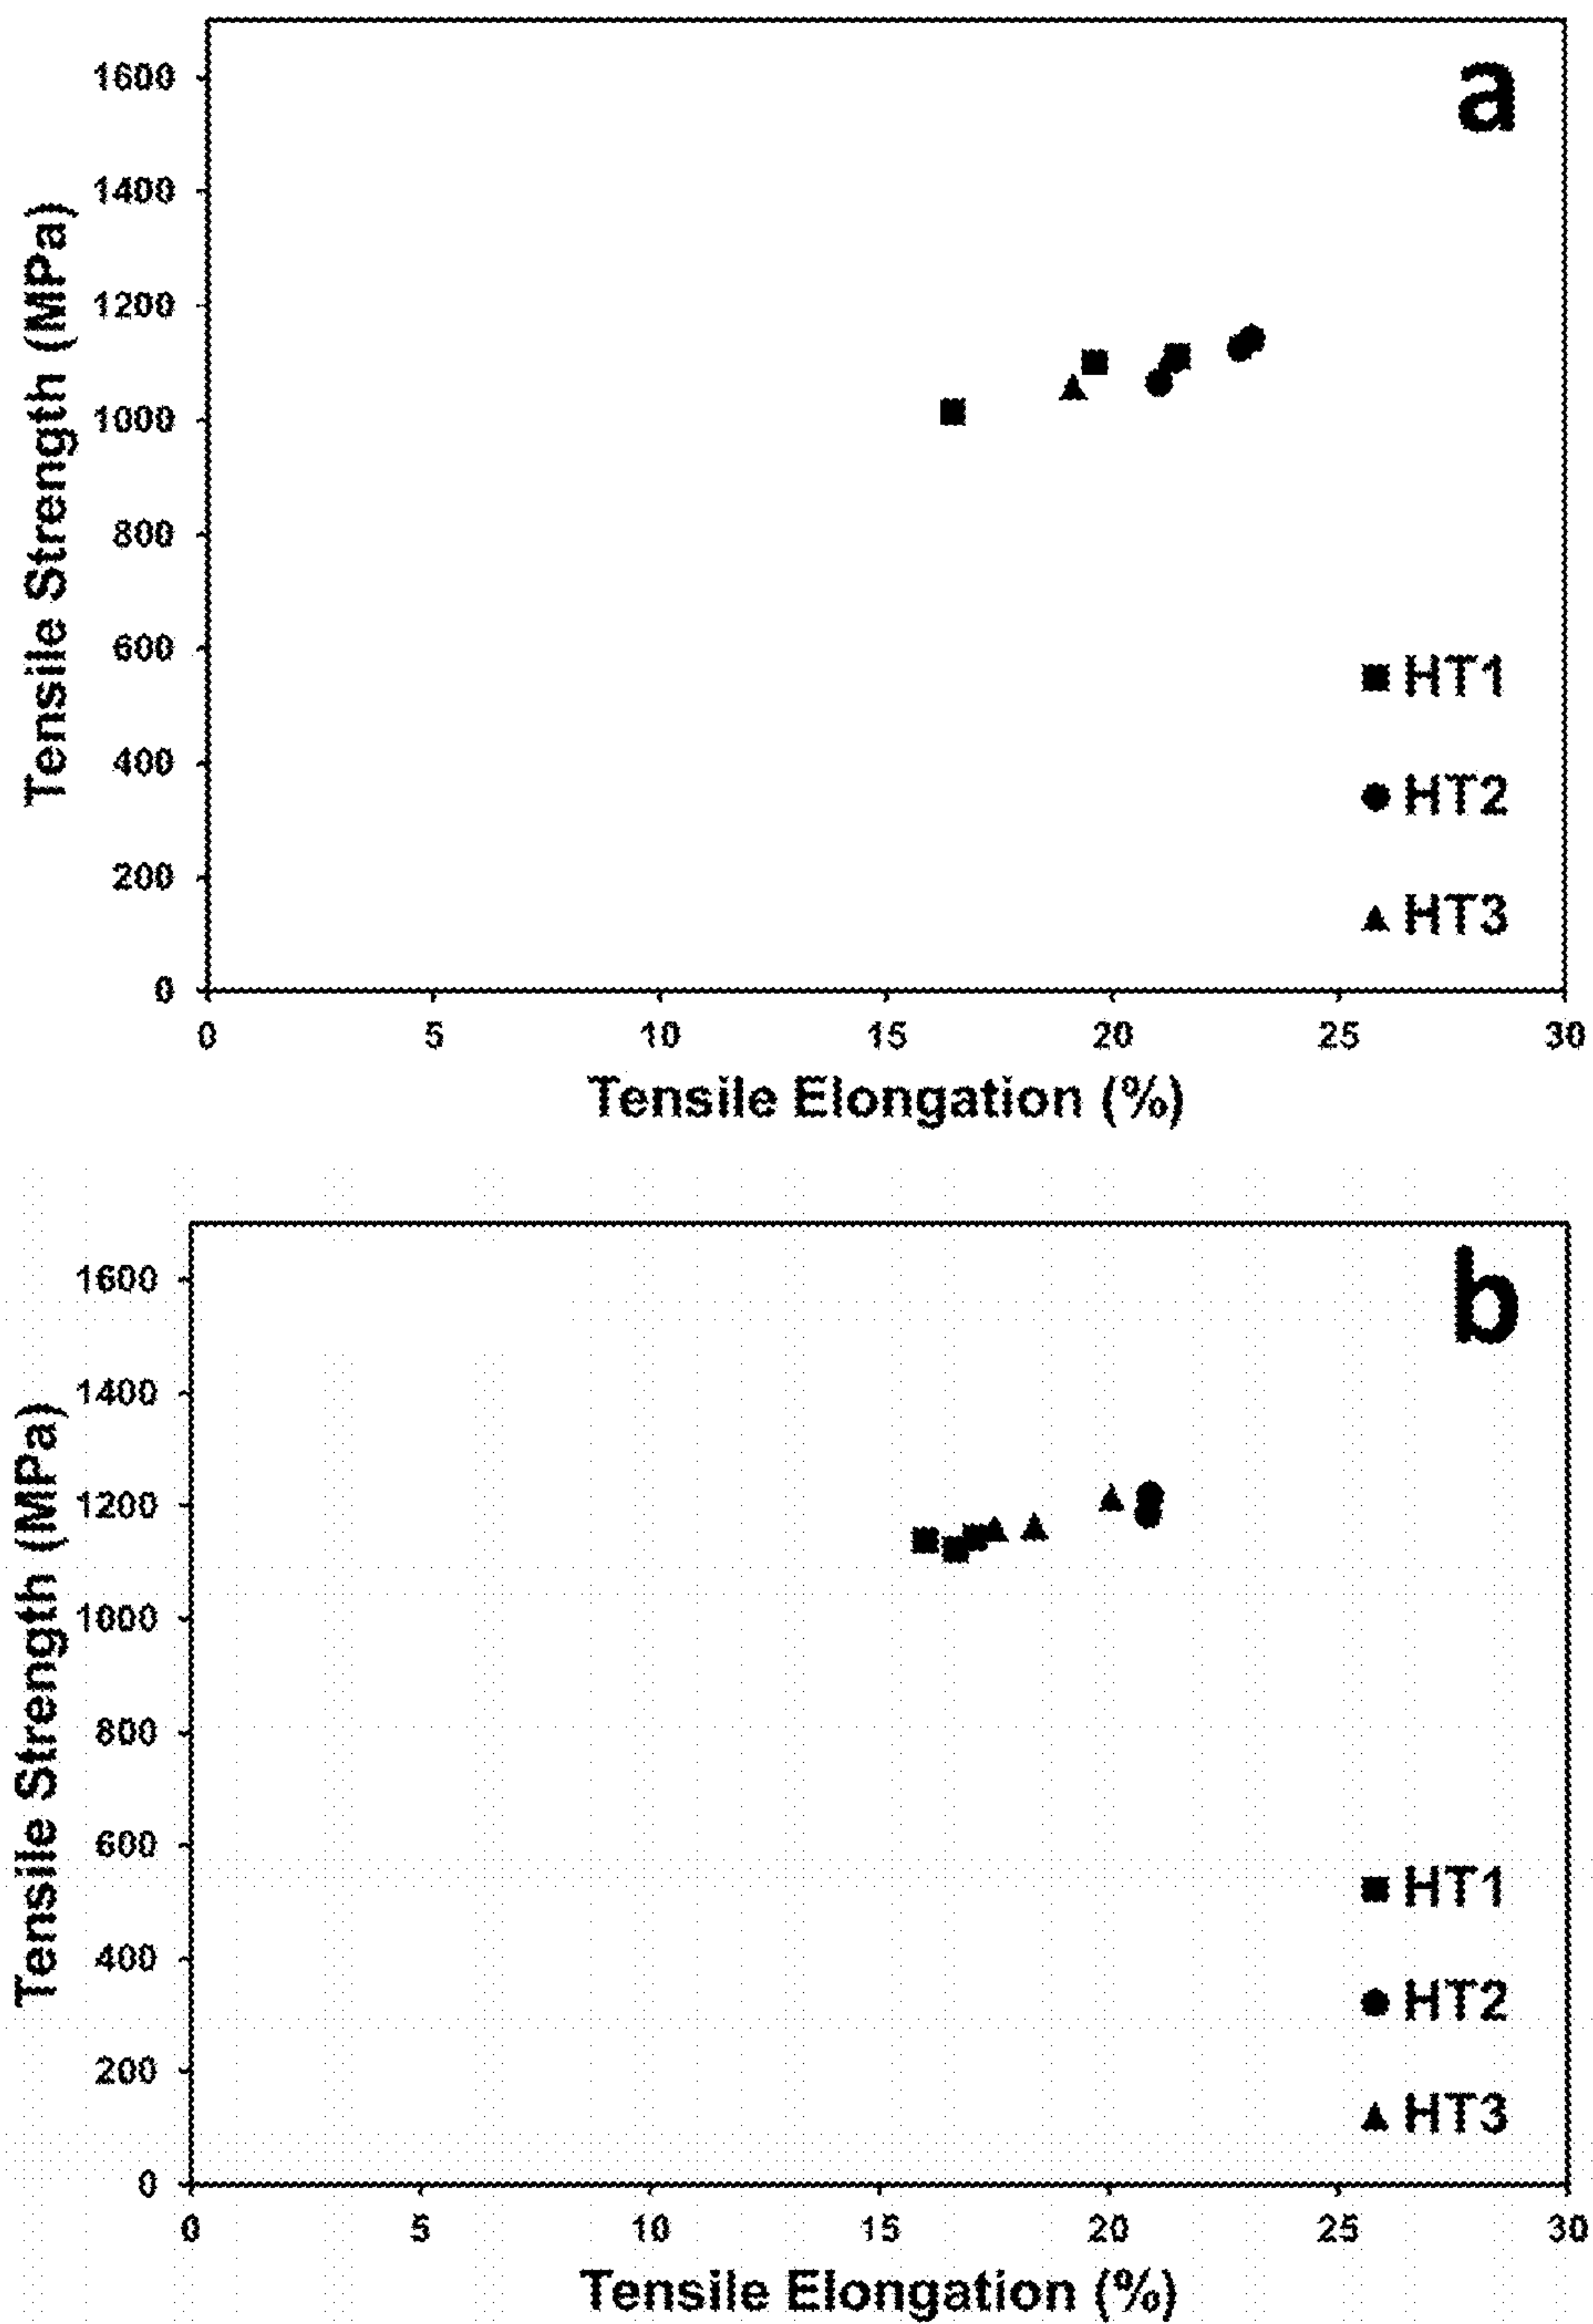 a
1600
1400
1200
1000
800
600
400
200
0
Tensile Strength (MPa)
HT1
HT2
HT3
0 5 10 15 20 25 30
Tensile Elongation (%)
b
1600
1400
1200
1000
800
600
400
200
0
Tensile Strength (MPa)
HT1
HT2
HT3
0 5 10 15 20 25 30
Tensile Elongation (%)